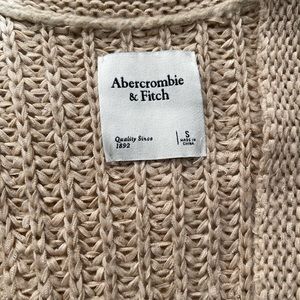 Abercrombie
& Fitch
Quality Since
1892
S
MADE IN
CHINA